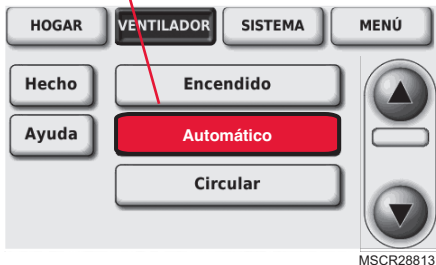 HOGAR VENTILADOR SISTEMA MENÚ
Hecho Encendido
Ayuda Automático
Circular
MSCR28813